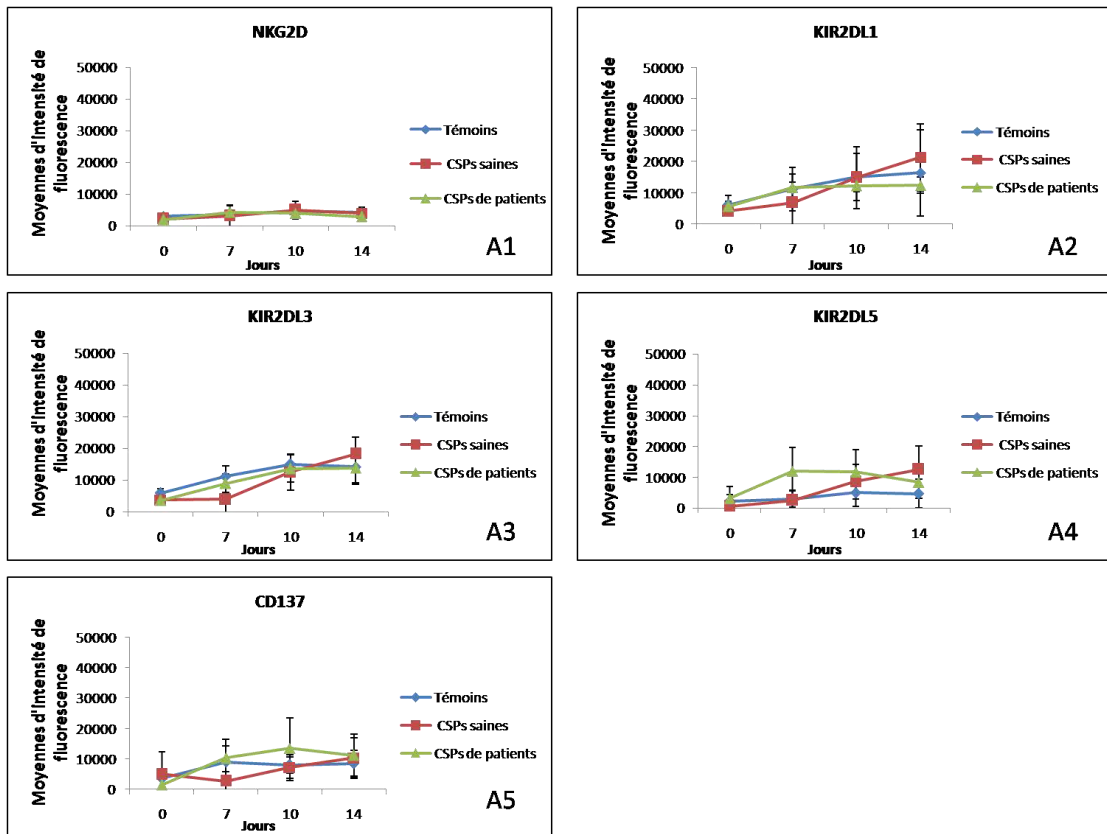 NKG2D
Moyennes d'Intensité de
fluorescence
50000
40000
30000
20000
10000
0
0 7 10 14
Jours
Témoins
CSPs saines
CSPs de patients
A1
KIR2DL1
Moyennes d'Intensité de
fluorescence
50000
40000
30000
20000
10000
0
0 7 10 14
Jours
Témoins
CSPs saines
CSPs de patients
A2
KIR2DL3
Moyennes d'Intensité de
fluorescence
50000
40000
30000
20000
10000
0
0 7 10 14
Jours
Témoins
CSPs saines
CSPs de patients
A3
KIR2DL5
Moyennes d'Intensité de
fluorescence
50000
40000
30000
20000
10000
0
0 7 10 14
Jours
Témoins
CSPs saines
CSPs de patients
A4
CD137
Moyennes d'Intensité de
fluorescence
50000
40000
30000
20000
10000
0
0 7 10 14
Jours
Témoins
CSPs saines
CSPs de patients
A5